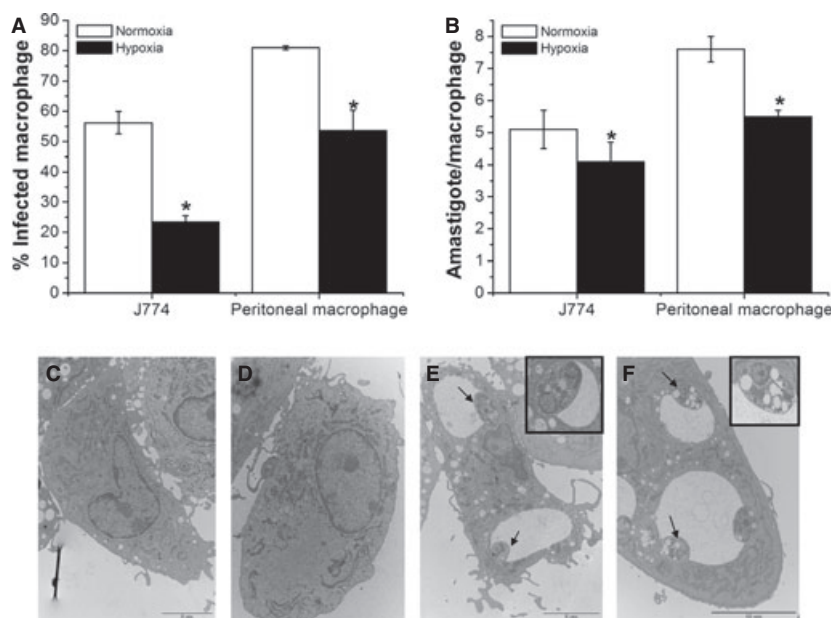 A
% Infected macrophage
90
80
70
60
50
40
30
20
10
0
Normoxia
Hypoxia
*
*
J774
Peritoneal macrophage
B
Amastigote/macrophage
8
7
6
5
4
3
2
1
0
Normoxia
Hypoxia
*
*
J774
Peritoneal macrophage
C
D
E
F